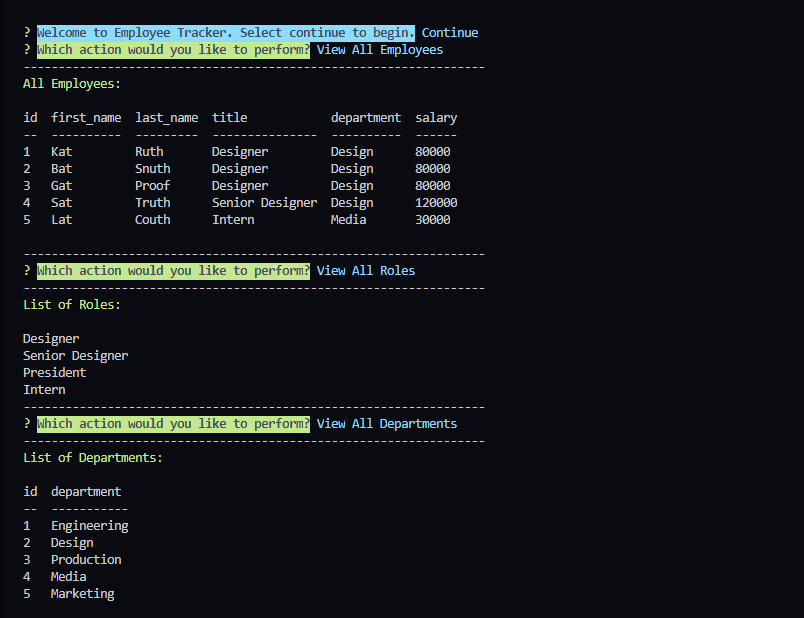 ? Welcome to Employee Tracker. Select continue to begin. Continue
? Which action would you like to perform? View All Employees
------------------------------------------------------------------
All Employees:
id  first_name  last_name  title            department  salary
--  ----------  ---------  ---------------  ----------  ------
1   Kat         Ruth       Designer         Design      80000
2   Bat         Snuth      Designer         Design      80000
3   Gat         Proof      Designer         Design      80000
4   Sat         Truth      Senior Designer  Design      120000
5   Lat         Couth      Intern           Media       30000
------------------------------------------------------------------
? Which action would you like to perform? View All Roles
------------------------------------------------------------------
List of Roles:
Designer
Senior Designer
President
Intern
------------------------------------------------------------------
? Which action would you like to perform? View All Departments
------------------------------------------------------------------
List of Departments:
id  department
--  -----------
1   Engineering
2   Design
3   Production
4   Media
5   Marketing